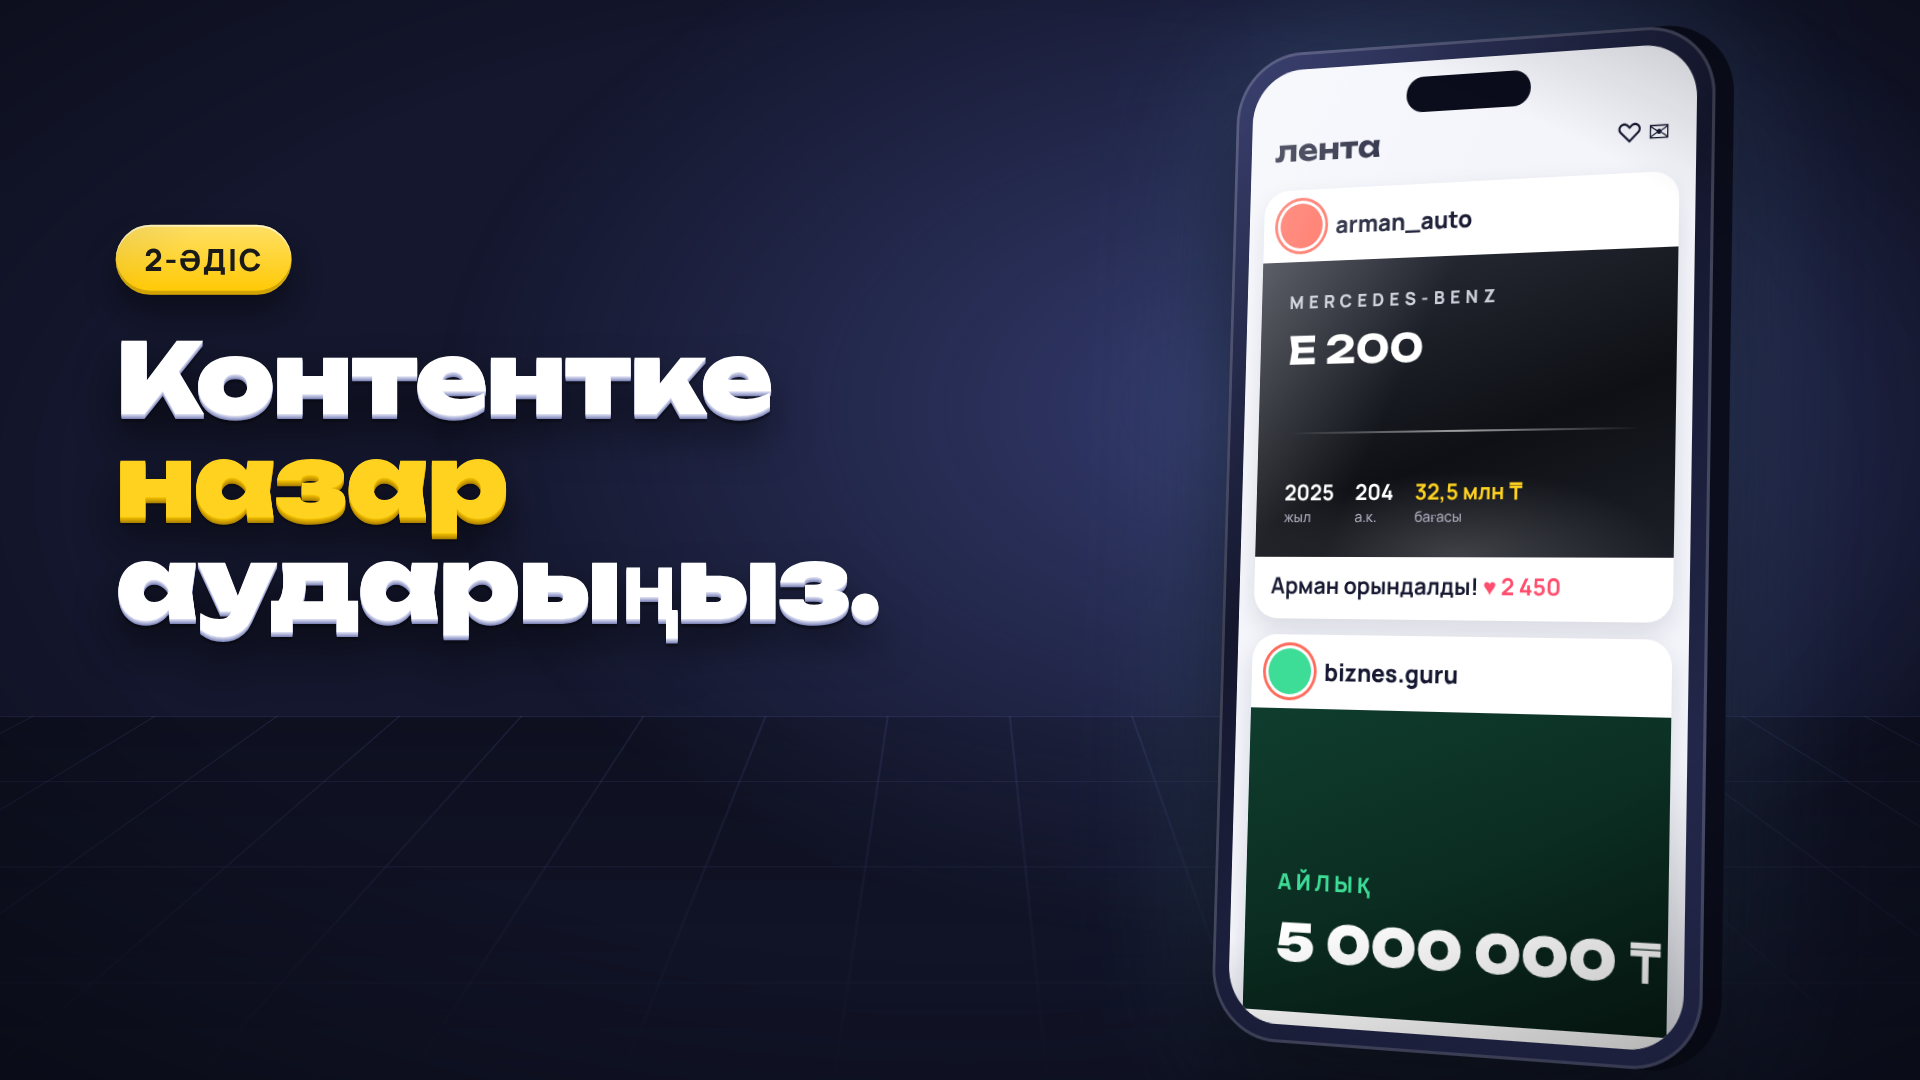 2-ӘДІС
Контентке
назар
аударыңыз.
лента
arman_auto
MERCEDES-BENZ
E 200
2025 204 32,5 млн ₸
жыл а.к. бағасы
Арман орындалды! ♥ 2 450
biznes.guru
АЙЛЫҚ
5 000 000 ₸